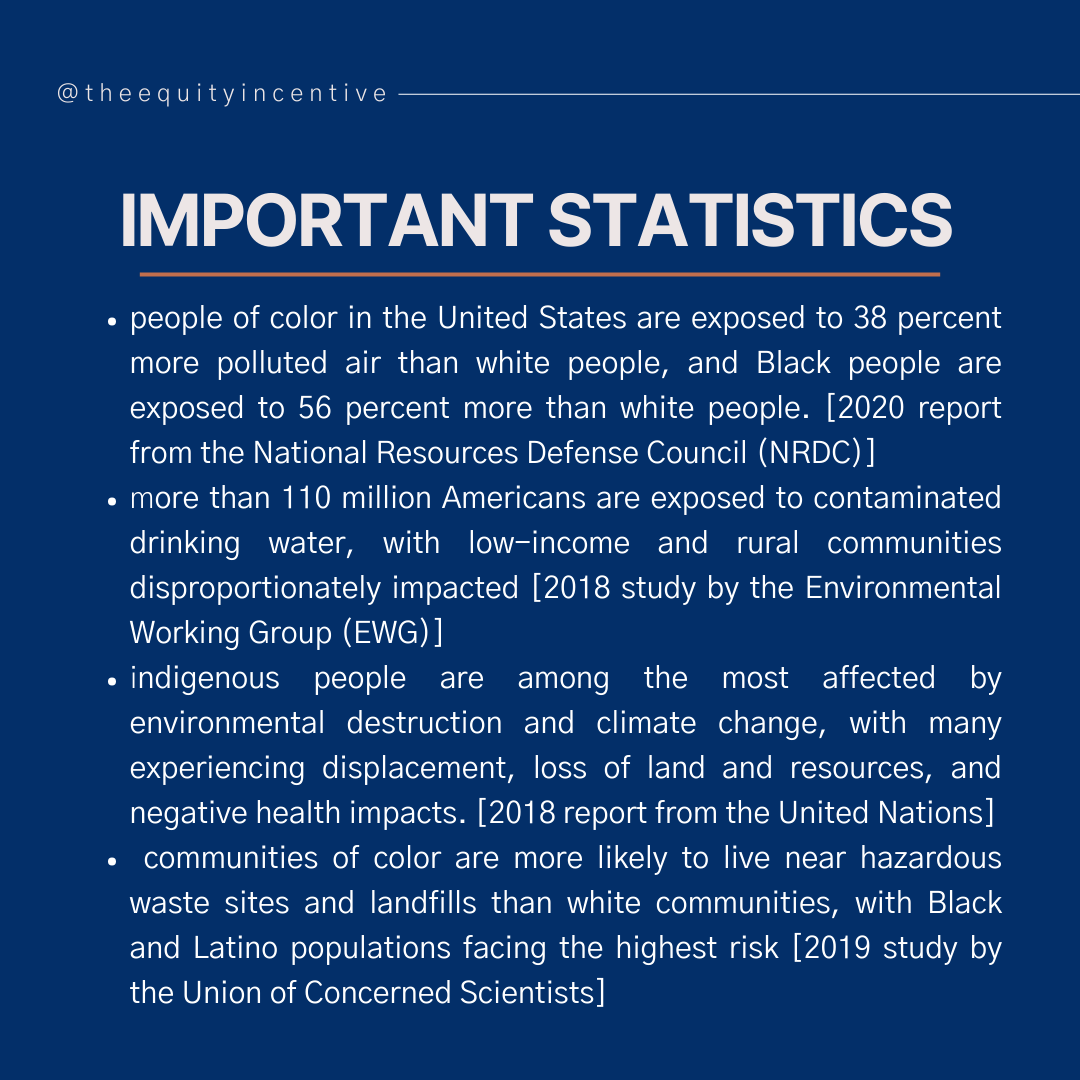 @theequityincentive
IMPORTANT STATISTICS
• people of color in the United States are exposed to 38 percent
more polluted air than white people, and Black people are
exposed to 56 percent more than white people. [2020 report
from the National Resources Defense Council (NRDC)]
• more than 110 million Americans are exposed to contaminated
drinking water, with low-income and rural communities
disproportionately impacted [2018 study by the Environmental
Working Group (EWG)]
• indigenous people are among the most affected by
environmental destruction and climate change, with many
experiencing displacement, loss of land and resources, and
negative health impacts. [2018 report from the United Nations]
• communities of color are more likely to live near hazardous
waste sites and landfills than white communities, with Black
and Latino populations facing the highest risk [2019 study by
the Union of Concerned Scientists]